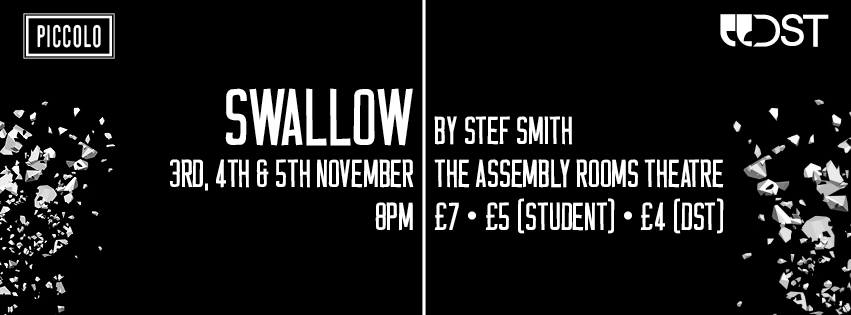 PICCOLO
DST
SWALLOW
3RD, 4TH & 5TH NOVEMBER
8PM
BY STEF SMITH
THE ASSEMBLY ROOMS THEATRE
£7 • £5 (STUDENT) • £4 (DST)